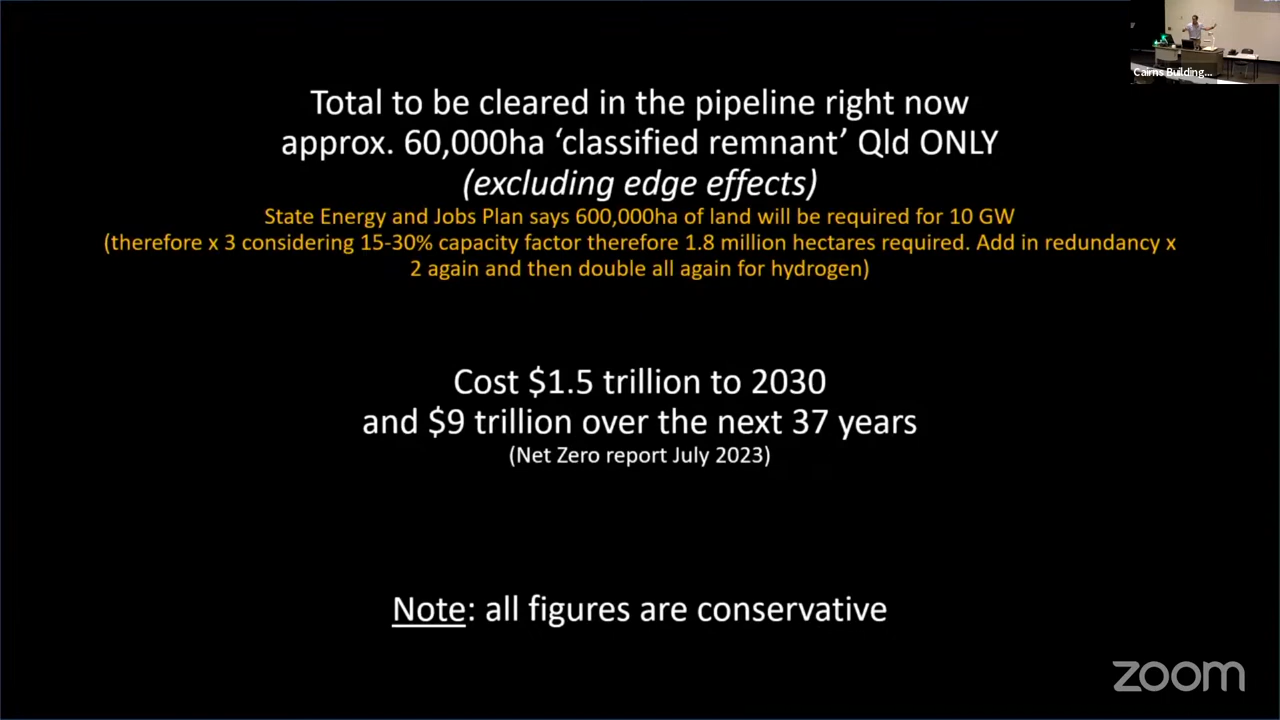 Cairns Building...
Total to be cleared in the pipeline right now
approx. 60,000ha ‘classified remnant’ Qld ONLY
(excluding edge effects)
State Energy and Jobs Plan says 600,000ha of land will be required for 10 GW
(therefore x 3 considering 15-30% capacity factor therefore 1.8 million hectares required. Add in redundancy x
2 again and then double all again for hydrogen)
Cost $1.5 trillion to 2030
and $9 trillion over the next 37 years
(Net Zero report July 2023)
Note: all figures are conservative
zoom